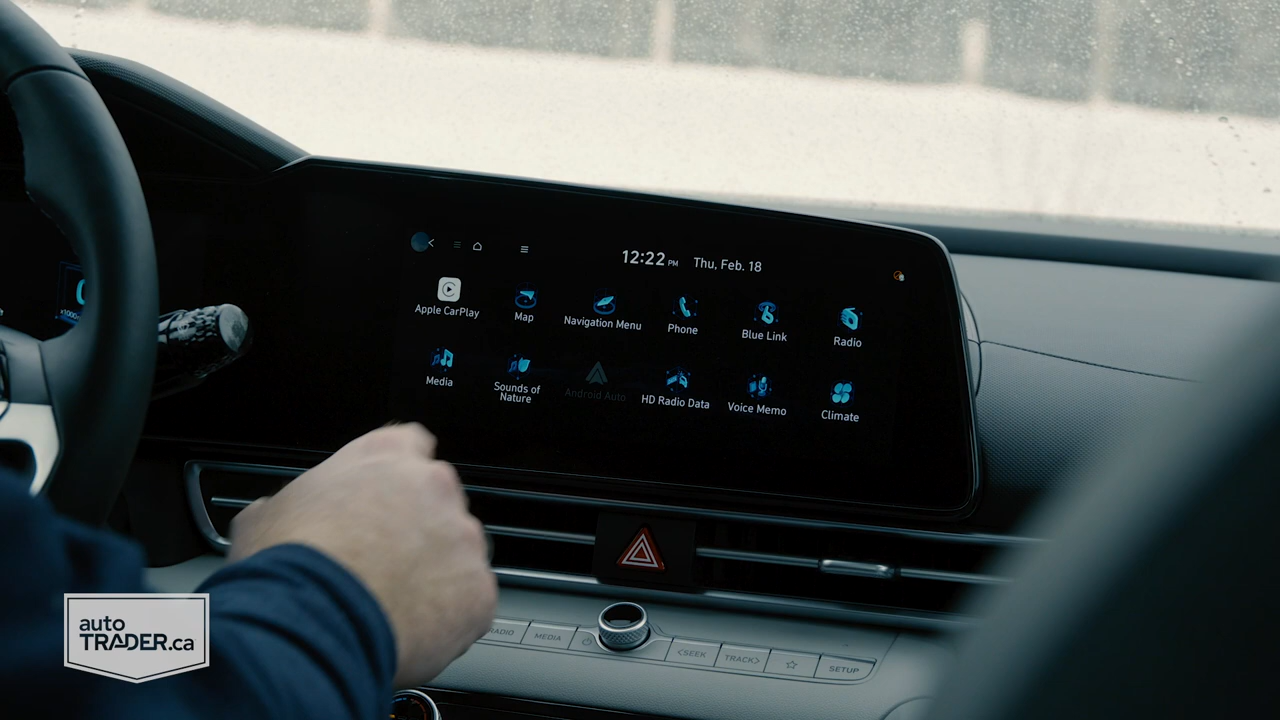 12:22 PM Thu, Feb. 18
Apple CarPlay
Map
Navigation Menu
Phone
Blue Link
Radio
Media
Sounds of
Nature
Android Auto
HD Radio Data
Voice Memo
Climate
RADIO
MEDIA
<SEEK
TRACK>
SETUP
auto
TRADER.ca